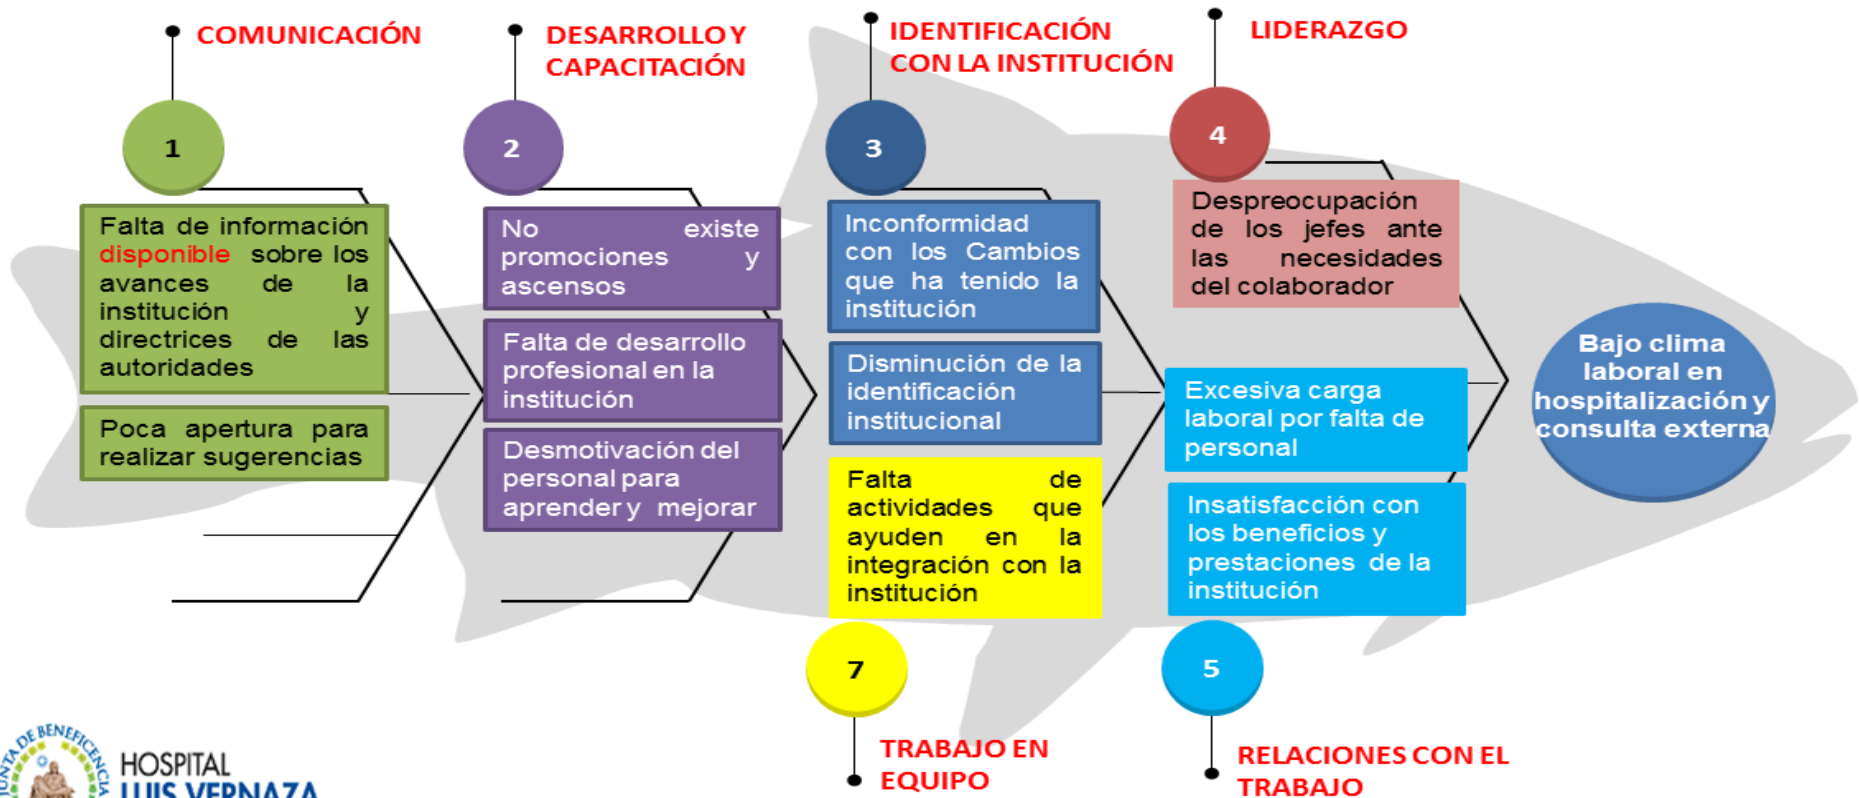 COMUNICACIÓN
1
Falta de información
disponible sobre los
avances de la
institución y
directrices de las
autoridades
Poca apertura para
realizar sugerencias
DESARROLLO Y
CAPACITACIÓN
2
No existe
promociones y
ascensos
Falta de desarrollo
profesional en la
institución
Desmotivación del
personal para
aprender y mejorar
IDENTIFICACIÓN
CON LA INSTITUCIÓN
3
Inconformidad
con los Cambios
que ha tenido la
institución
Disminución de la
identificación
institucional
Falta de
actividades que
ayuden en la
integración con la
institución
7
TRABAJO EN
EQUIPO
LIDERAZGO
4
Despreocupación
de los jefes ante
las necesidades
del colaborador
Excesiva carga
laboral por falta de
personal
Insatisfacción con
los beneficios y
prestaciones de la
institución
5
RELACIONES CON EL
TRABAJO
Bajo clima
laboral en
hospitalización y
consulta externa
JUNTA DE BENEFICENCIA
HOSPITAL
LUIS VERNAZA